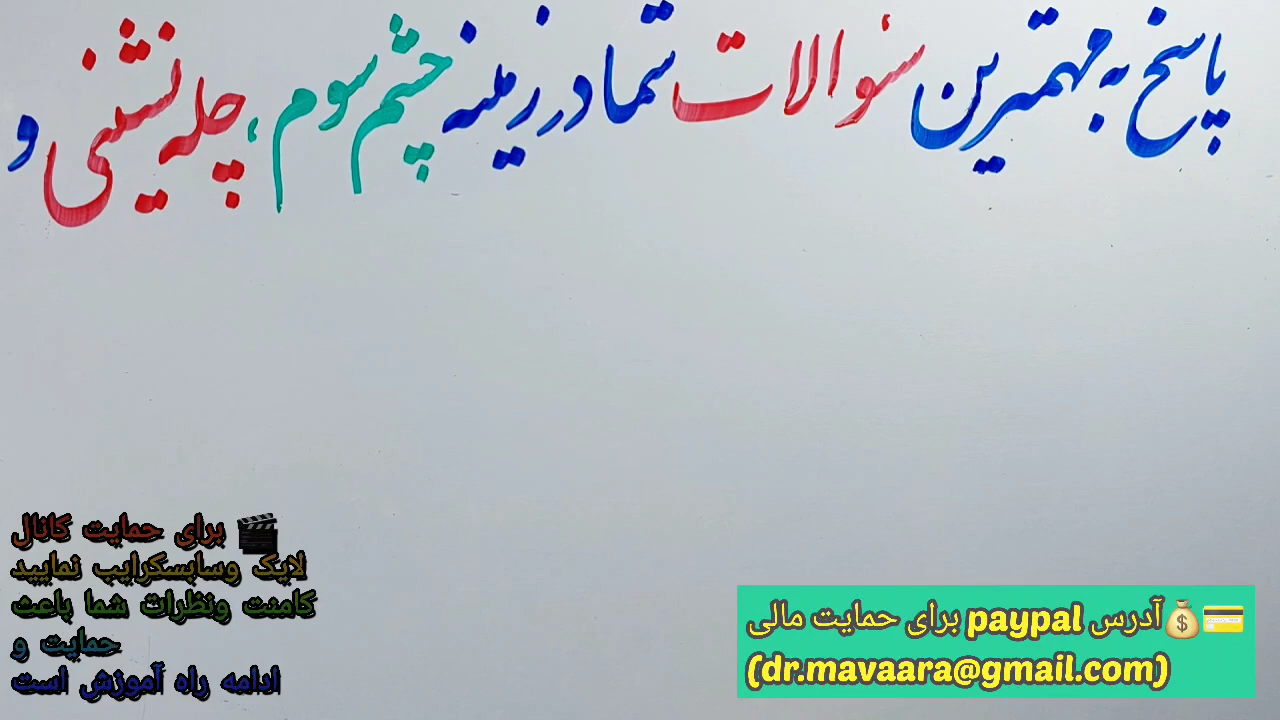 پاسخ به مهمترین سئوالات شما در زمینه چشم سوم، چله نشینی و
🎬 برای حمایت کانال
لایک وسابسکرایب نمایید
کامنت ونظرات شما باعث
حمایت و
ادامه راه آموزش است
💳💰آدرس paypal برای حمایت مالی
(dr.mavaara@gmail.com)